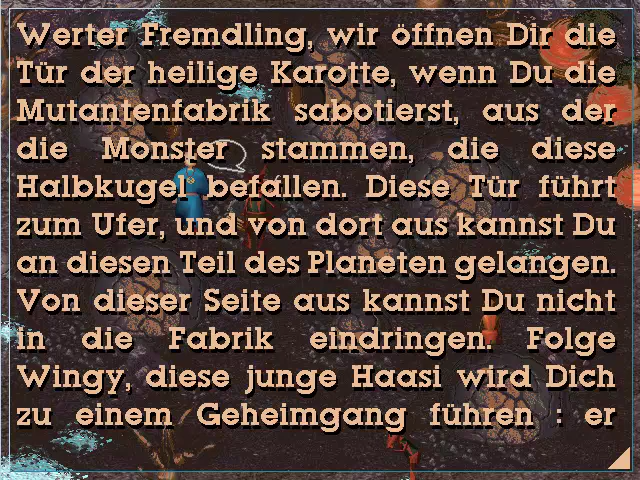 Werter Fremdling, wir öffnen Dir die
Tür der heilige Karotte, wenn Du die
Mutantenfabrik sabotierst, aus der
die Monster stammen, die diese
Halbkugel befallen. Diese Tür führt
zum Ufer, und von dort aus kannst Du
an diesen Teil des Planeten gelangen.
Von dieser Seite aus kannst Du nicht
in die Fabrik eindringen. Folge
Wingy, diese junge Haasi wird Dich
zu einem Geheimgang führen : er